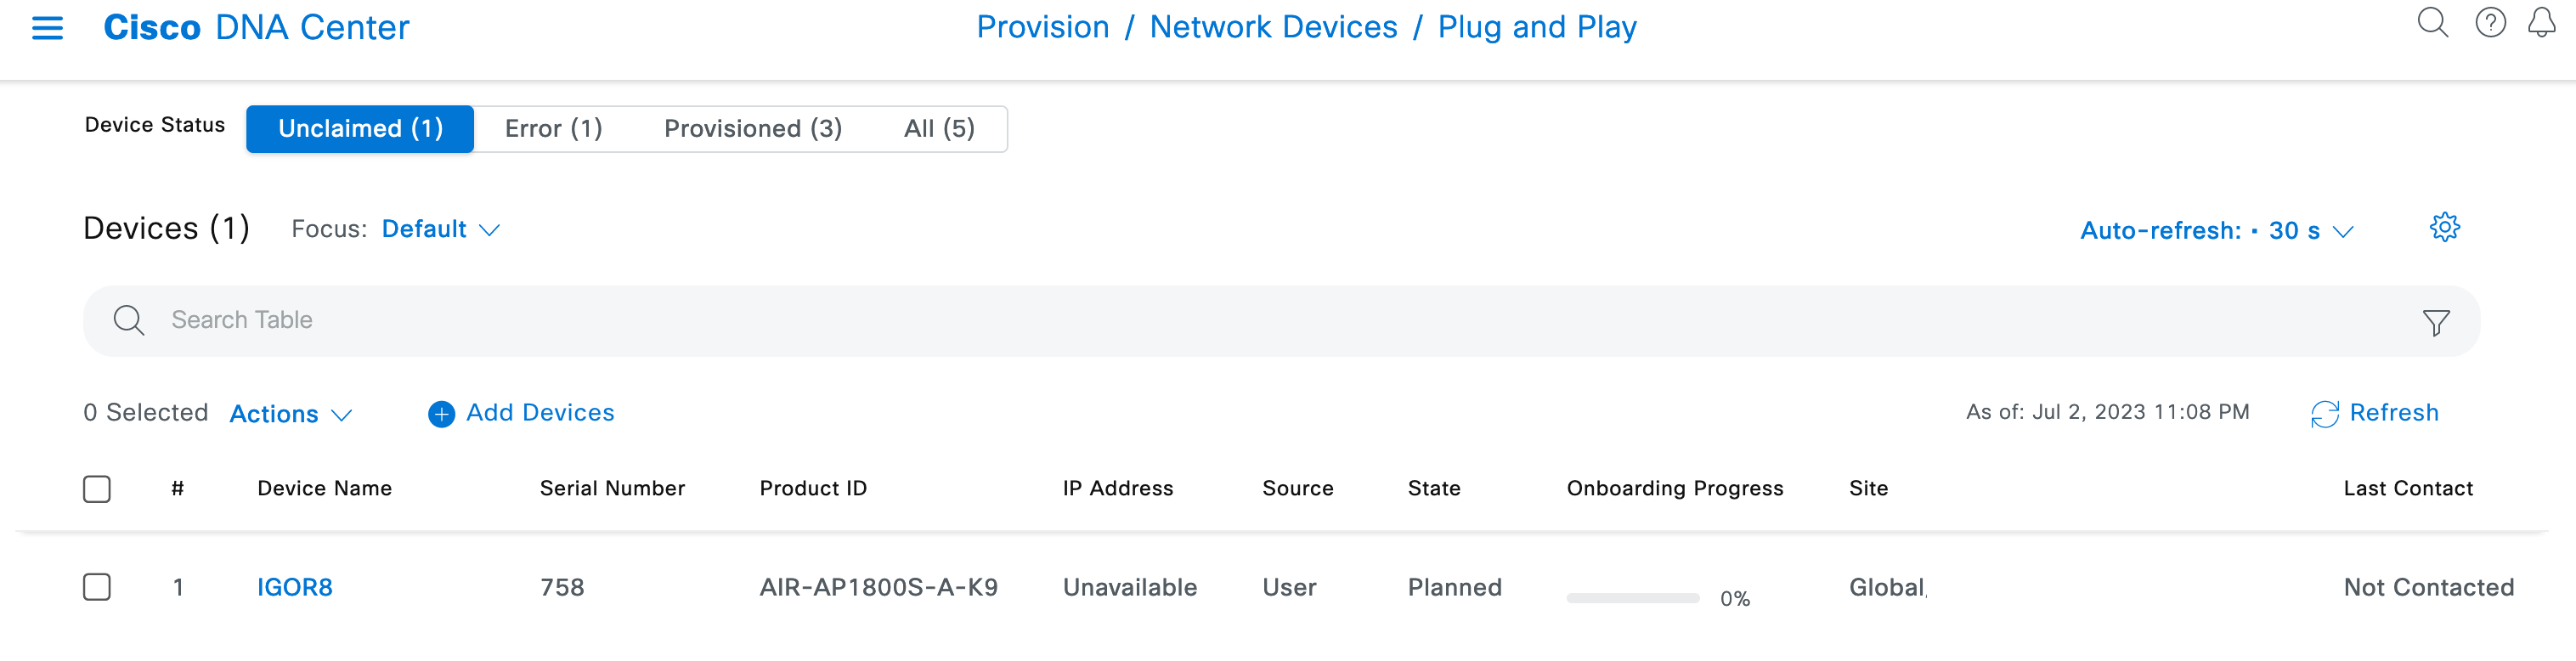 Cisco DNA Center
Provision / Network Devices / Plug and Play
Device Status Unclaimed (1) Error (1) Provisioned (3) All (5)
Devices (1) Focus: Default Auto-refresh: • 30 s
Search Table
0 Selected Actions Add Devices As of: Jul 2, 2023 11:08 PM Refresh
# Device Name Serial Number Product ID IP Address Source State Onboarding Progress Site Last Contact
1 IGOR8 758 AIR-AP1800S-A-K9 Unavailable User Planned 0% Global, Not Contacted